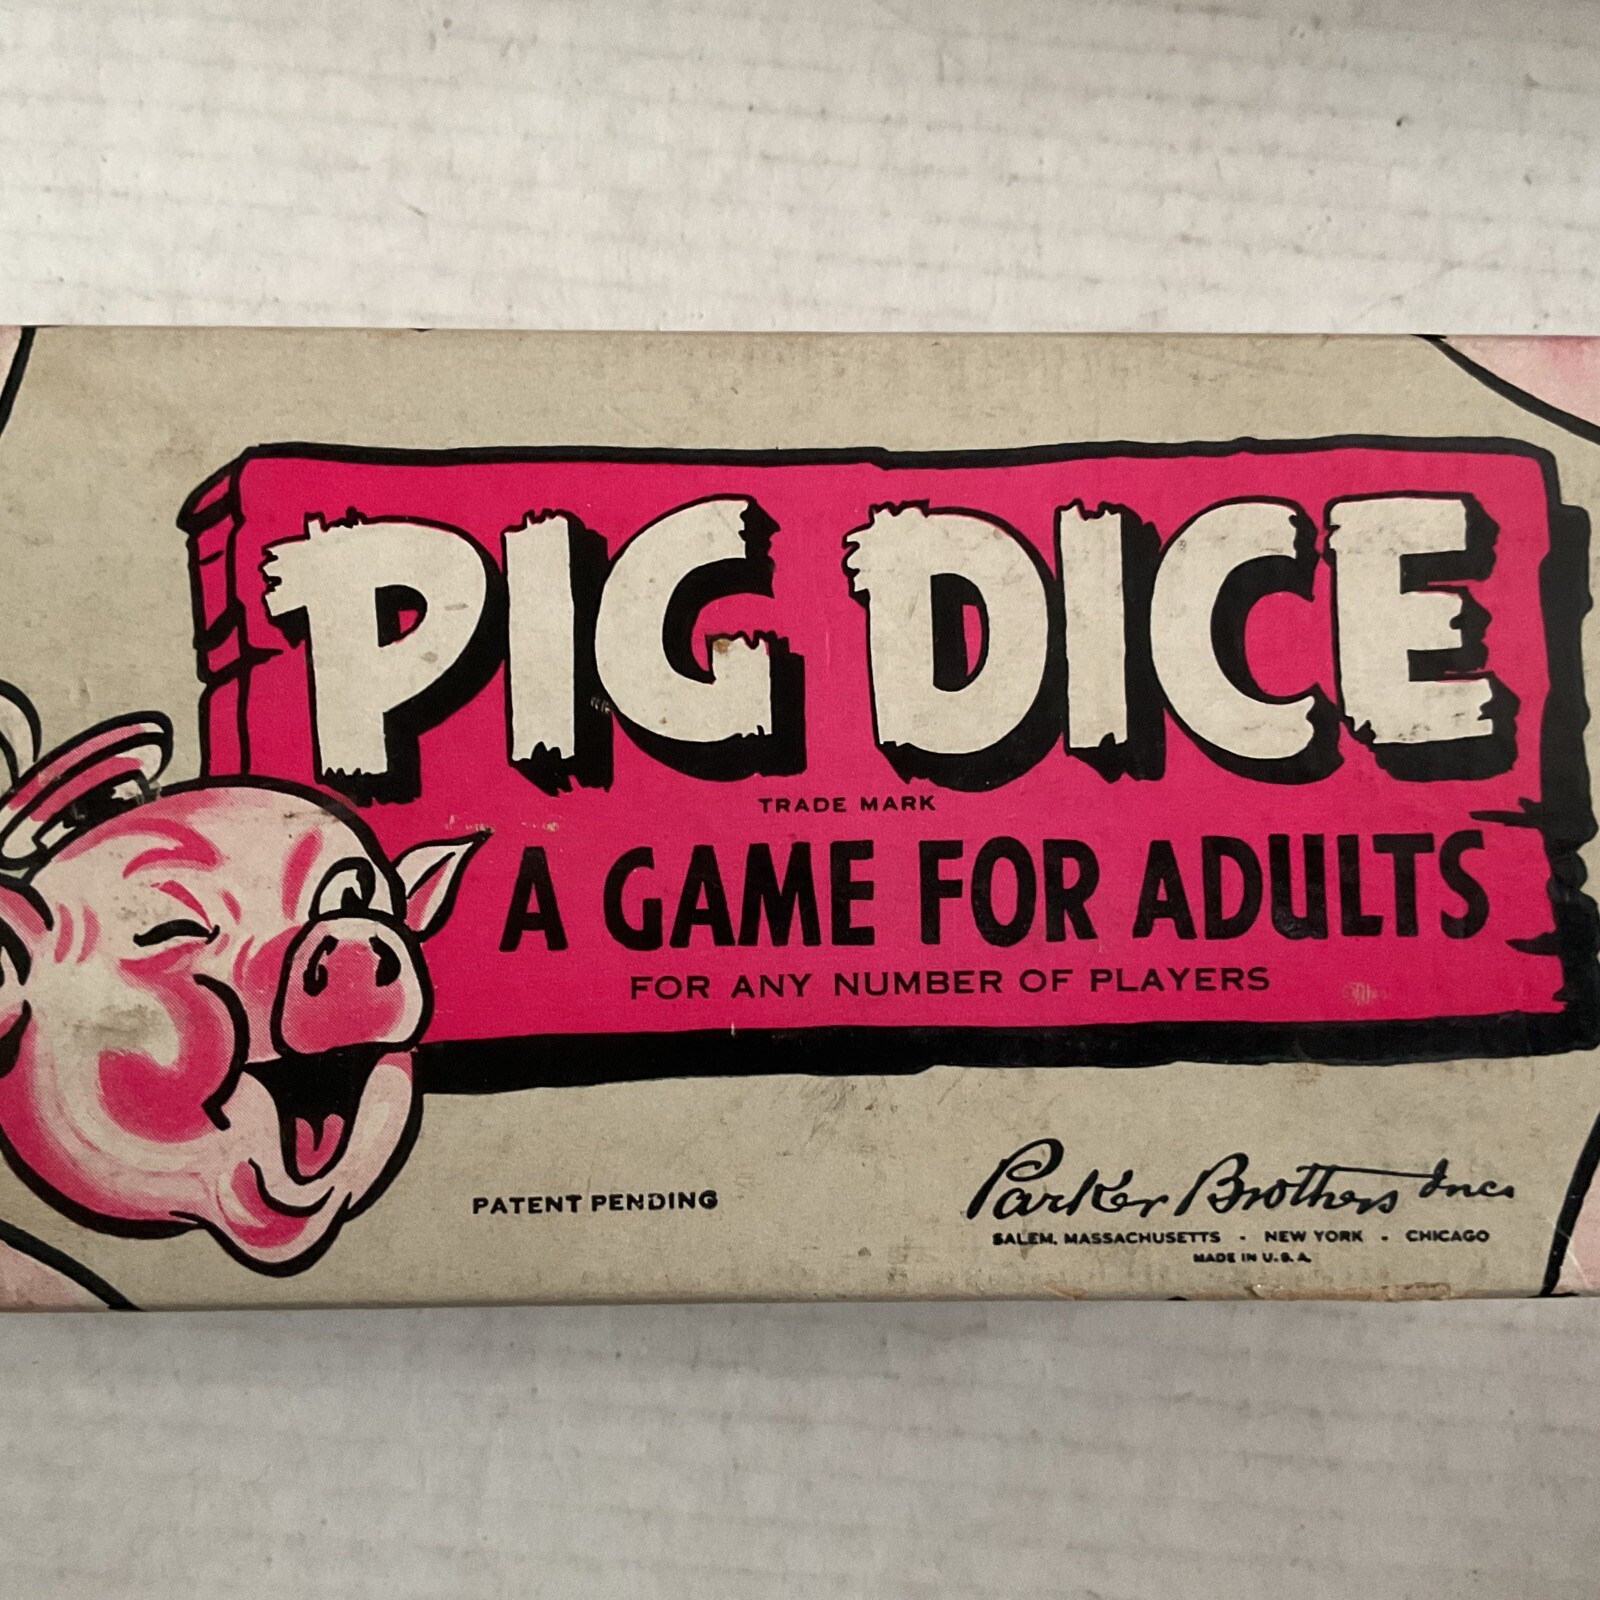 PIG DICE
TRADE MARK
A GAME FOR ADULTS
FOR ANY NUMBER OF PLAYERS
PATENT PENDING
Parker Brothers Inc.
SALEM, MASSACHUSETTS · NEW YORK · CHICAGO
MADE IN U.S.A.